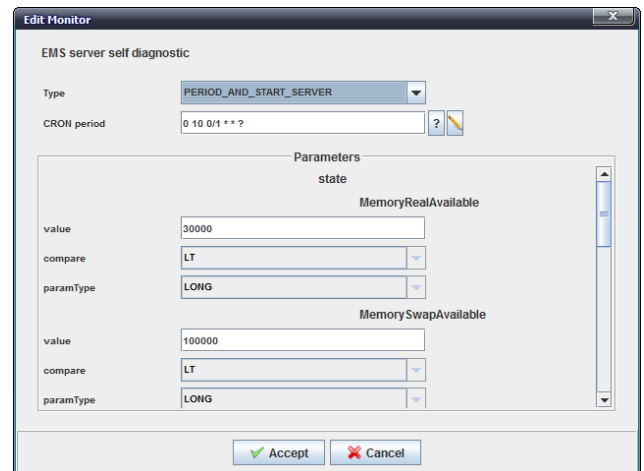 Edit Monitor
EMS server self diagnostic
Type PERIOD_AND_START_SERVER
CRON period 0 10 0/1 * * ? ?
Parameters
state
MemoryRealAvailable
value 30000
compare LT
paramType LONG
MemorySwapAvailable
value 100000
compare LT
paramType LONG
Accept Cancel